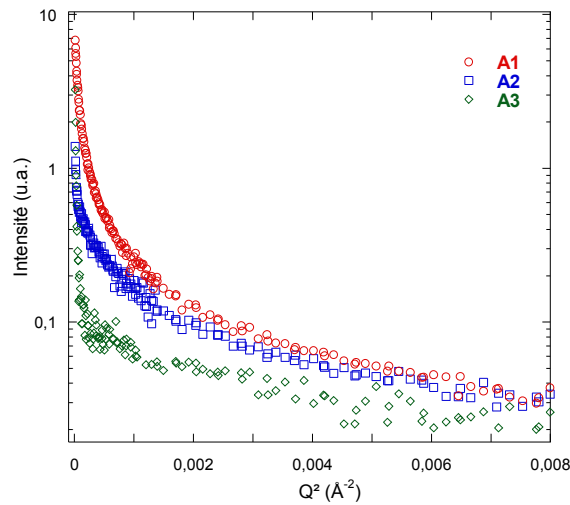 10
1
0,1
Intensité (u.a.)
A1
A2
A3
0
0,002
0,004
0,006
0,008
Q² (Å⁻²)